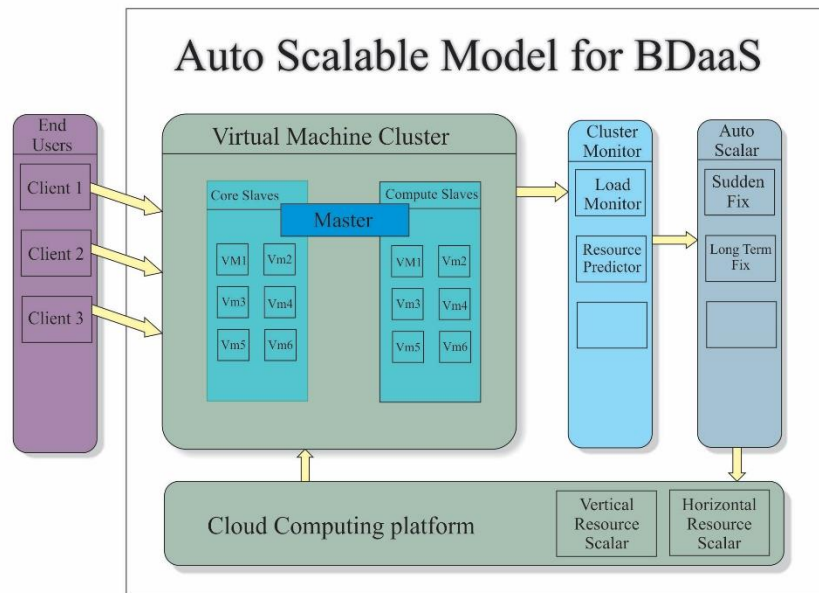 Auto Scalable Model for BDaaS
End
Users
Client 1
Client 2
Client 3
Virtual Machine Cluster
Core Slaves
Compute Slaves
Master
VM1
Vm2
Vm3
Vm4
Vm5
Vm6
VM1
Vm2
Vm3
Vm4
Vm5
Vm6
Cluster
Monitor
Load
Monitor
Resource
Predictor
Auto
Scalar
Sudden
Fix
Long Term
Fix
Cloud Computing platform
Vertical
Resource
Scalar
Horizontal
Resource
Scalar